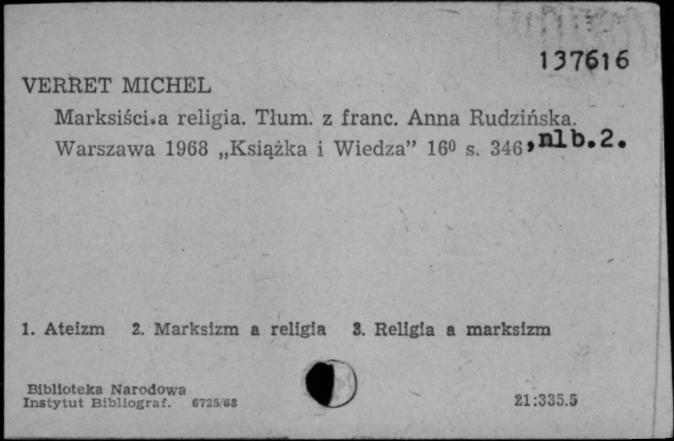 137616
VERRET MICHEL
Marksiści a religia. Tłum. z franc. Anna Rudzińska.
Warszawa 1968 „Książka i Wiedza” 16⁰ s. 346, nlb.2.
1. Ateizm 2. Marksizm a religia 3. Religia a marksizm
Biblioteka Narodowa
Instytut Bibliograf. 6725/68
21:335.5